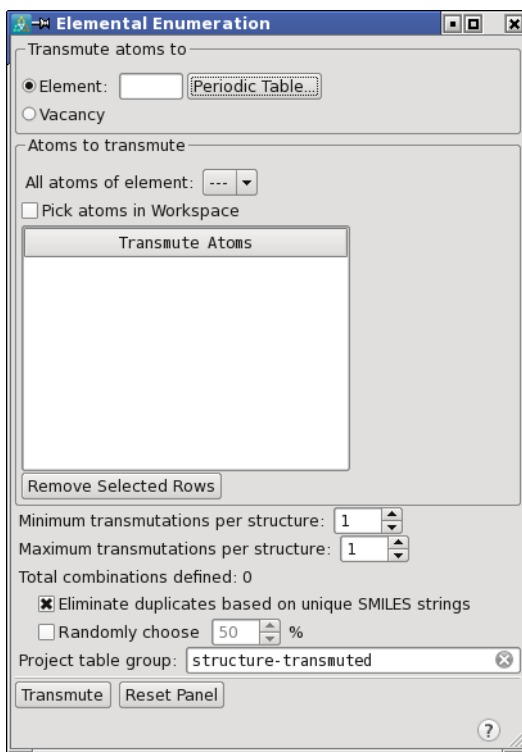 Elemental Enumeration
Transmute atoms to
Element: Periodic Table...
Vacancy
Atoms to transmute
All atoms of element: ---
Pick atoms in Workspace
Transmute Atoms
Remove Selected Rows
Minimum transmutations per structure: 1
Maximum transmutations per structure: 1
Total combinations defined: 0
Eliminate duplicates based on unique SMILES strings
Randomly choose 50 %
Project table group: structure-transmuted
Transmute Reset Panel
?